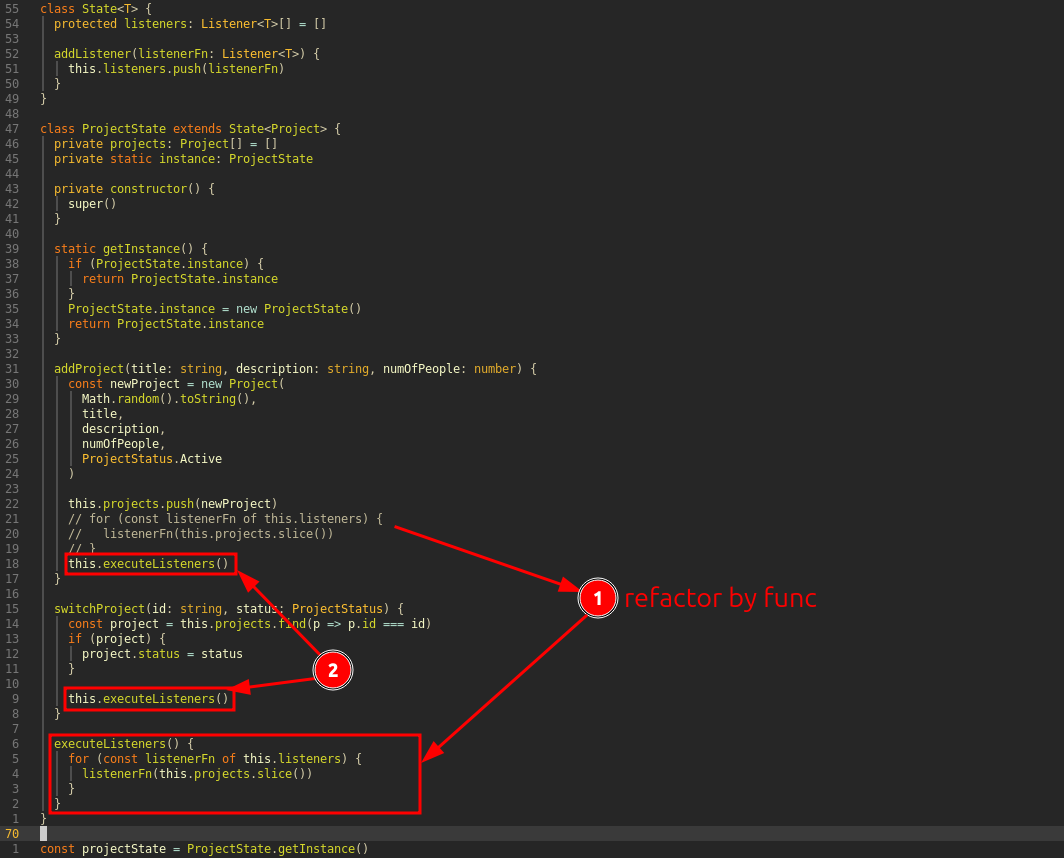 55 class State<T> {
54 protected listeners: Listener<T>[] = []
53
52 addListener(listenerFn: Listener<T>) {
51 this.listeners.push(listenerFn)
50 }
49 }
48
47 class ProjectState extends State<Project> {
46 private projects: Project[] = []
45 private static instance: ProjectState
44
43 private constructor() {
42 super()
41 }
40
39 static getInstance() {
38 if (ProjectState.instance) {
37 return ProjectState.instance
36 }
35 ProjectState.instance = new ProjectState()
34 return ProjectState.instance
33 }
32
31 addProject(title: string, description: string, numOfPeople: number) {
30 const newProject = new Project(
29 Math.random().toString(),
28 title,
27 description,
26 numOfPeople,
25 ProjectStatus.Active
24 )
23
22 this.projects.push(newProject)
21 // for (const listenerFn of this.listeners) {
20 //   listenerFn(this.projects.slice())
19 // }
18 this.executeListeners()
17 }
1 refactor by func
16
15 switchProject(id: string, status: ProjectStatus) {
14 const project = this.projects.find(p => p.id === id)
13 if (project) {
12 project.status = status
11 }
2
10
9 this.executeListeners()
8 }
7
6 executeListeners() {
5 for (const listenerFn of this.listeners) {
4 listenerFn(this.projects.slice())
3 }
2 }
1 }
70
1 const projectState = ProjectState.getInstance()